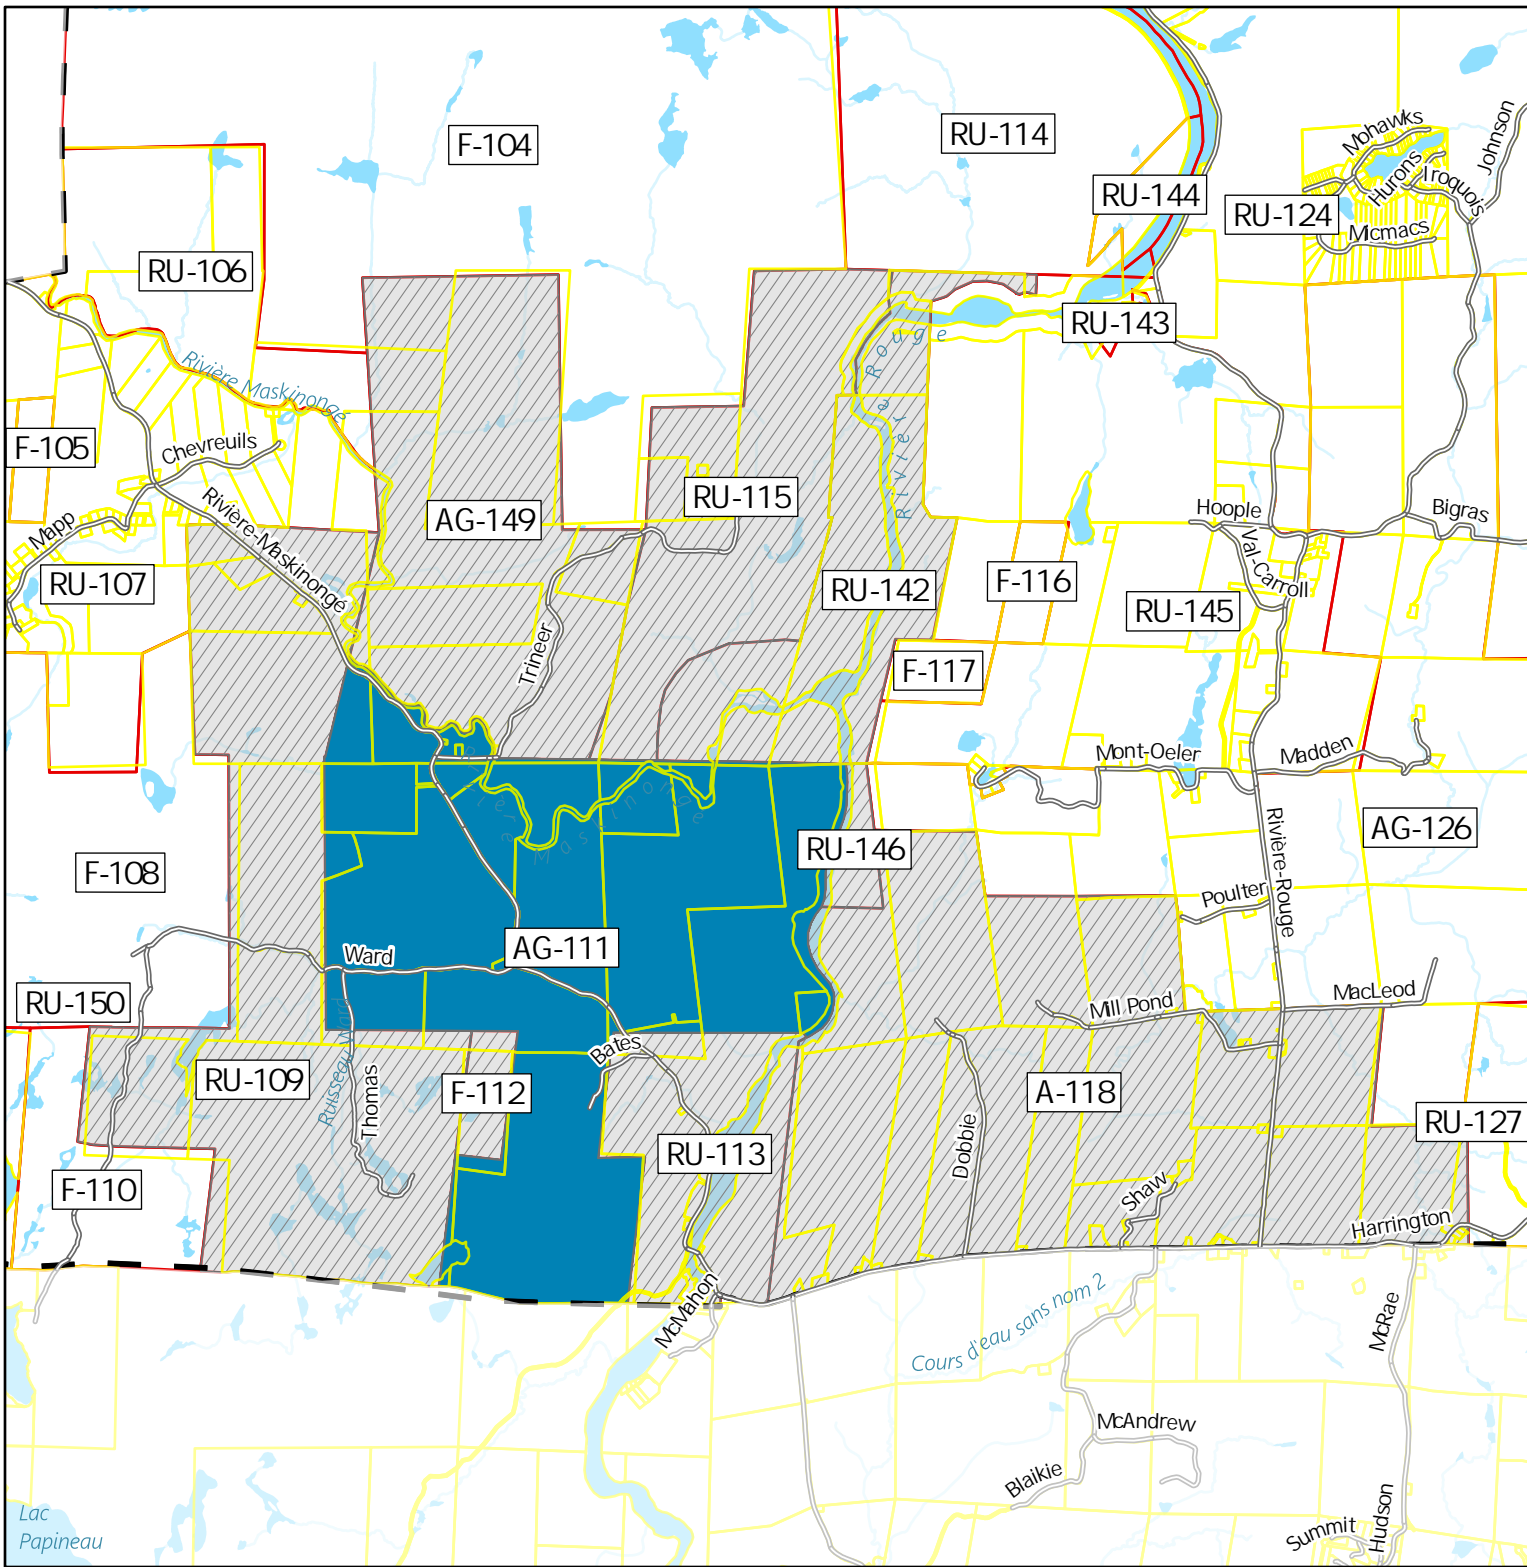 Mohawks
Johnson
F-104
RU-114
Hurons
Iroquois
RU-144
RU-124
Micmacs
RU-106
RU-143
Rivière Rouge
Rivière Maskinongé
F-105
Chevreuils
RU-115
Rivière-Maskinongé
AG-149
Hoople
Bigras
Mapp
Val-Carroll
RU-107
RU-142
F-116
RU-145
Triner
F-117
Mont-Oeler
Madden
Rivière Maskinongé
RU-146
AG-126
F-108
Rivière-Rouge
Poulter
Ward
AG-111
RU-150
MacLeod
Mill Pond
Ruisseau Ward
Bates
RU-109
Thomas
F-112
A-118
RU-127
RU-113
Dobbie
F-110
Shaw
Harrington
McMahon
Cours d'eau sans nom 2
McRae
McAndrew
Blaikie
Lac
Papineau
Summit
Hudson